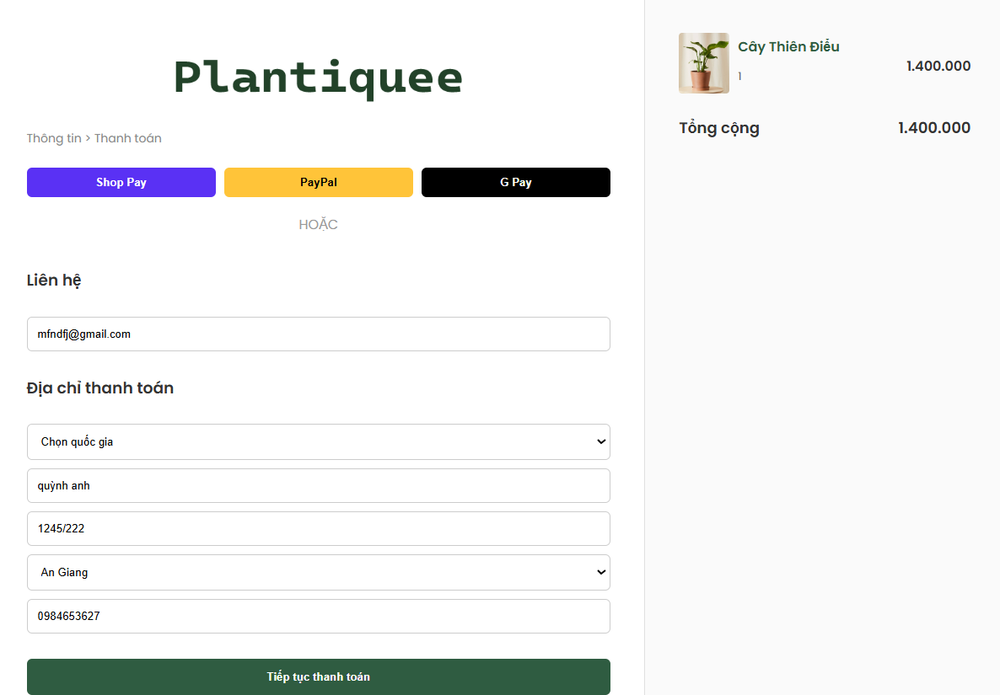 Plantiquee
Thông tin > Thanh toán
Shop Pay
PayPal
G Pay
HOẶC
Liên hệ
mfndfj@gmail.com
Địa chỉ thanh toán
Chọn quốc gia
quỳnh anh
1245/222
An Giang
0984653627
Tiếp tục thanh toán
Cây Thiên Điểu
1.400.000
1
Tổng cộng 1.400.000